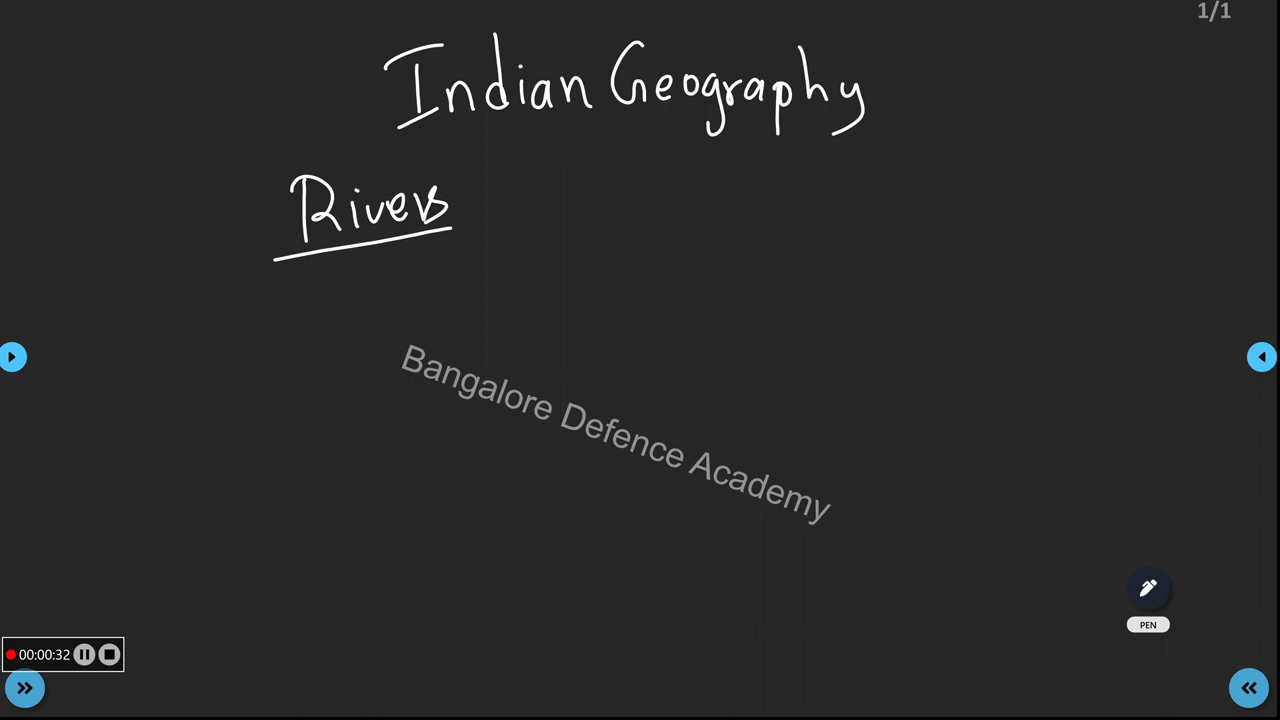 1/1
Indian Geography
Rivers
Bangalore Defence Academy
PEN
00:00:32